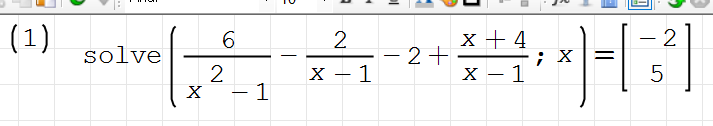 (1) solve(6/(x^2 - 1) - 2/(x - 1) - 2 + (x + 4)/(x - 1); x) = [-2 5]